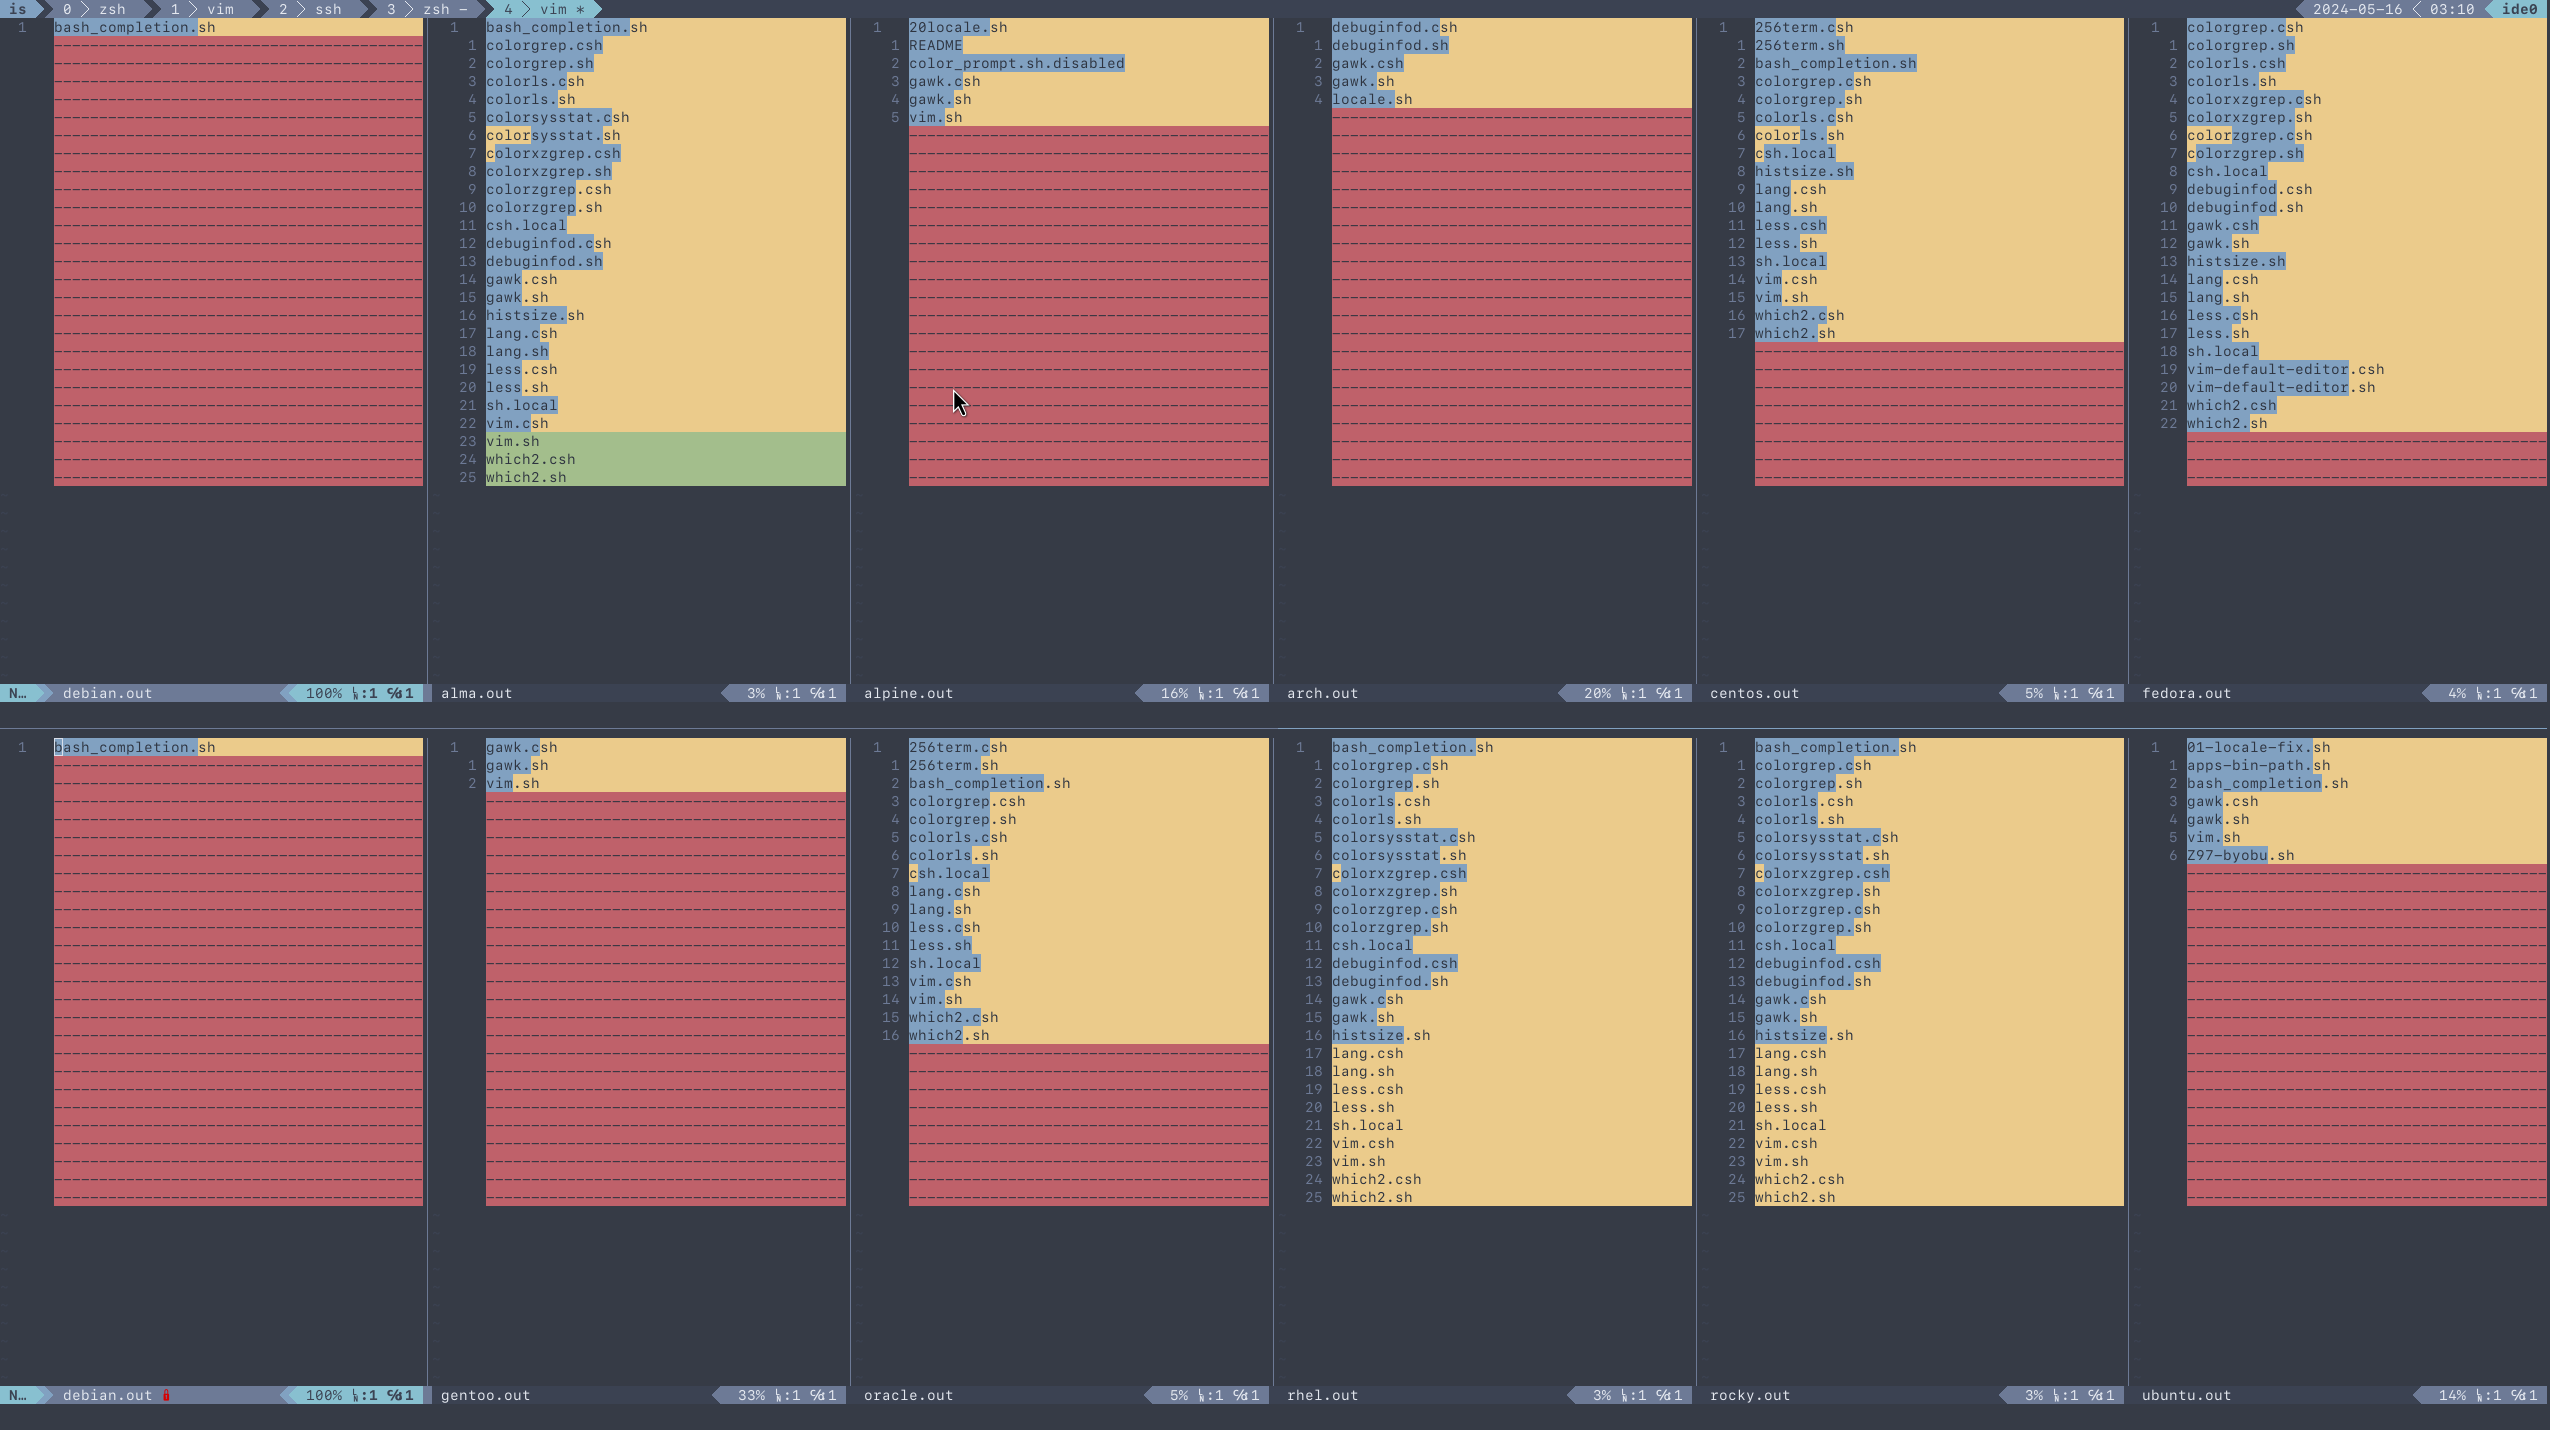 is 0 zsh 1 vim 2 ssh 3 zsh - 4 vim * 2024-05-16 03:10 ide0
1 bash_completion.sh
1 bash_completion.sh
1 colorgrep.csh
2 colorgrep.sh
3 colorls.csh
4 colorls.sh
5 colorsysstat.csh
6 colorsysstat.sh
7 colorxzgrep.csh
8 colorxzgrep.sh
9 colorzgrep.csh
10 colorzgrep.sh
11 csh.local
12 debuginfod.csh
13 debuginfod.sh
14 gawk.csh
15 gawk.sh
16 histsize.sh
17 lang.csh
18 lang.sh
19 less.csh
20 less.sh
21 sh.local
22 vim.csh
23 vim.sh
24 which2.csh
25 which2.sh
1 20locale.sh
1 README
2 color_prompt.sh.disabled
3 gawk.csh
4 gawk.sh
5 vim.sh
1 debuginfod.csh
1 debuginfod.sh
2 gawk.csh
3 gawk.sh
4 locale.sh
1 256term.csh
1 256term.sh
2 bash_completion.sh
3 colorgrep.csh
4 colorgrep.sh
5 colorls.csh
6 colorls.sh
7 csh.local
8 histsize.sh
9 lang.csh
10 lang.sh
11 less.csh
12 less.sh
13 sh.local
14 vim.csh
15 vim.sh
16 which2.csh
17 which2.sh
1 colorgrep.csh
1 colorgrep.sh
2 colorls.csh
3 colorls.sh
4 colorxzgrep.csh
5 colorxzgrep.sh
6 colorzgrep.csh
7 colorzgrep.sh
8 csh.local
9 debuginfod.csh
10 debuginfod.sh
11 gawk.csh
12 gawk.sh
13 histsize.sh
14 lang.csh
15 lang.sh
16 less.csh
17 less.sh
18 sh.local
19 vim-default-editor.csh
20 vim-default-editor.sh
21 which2.csh
22 which2.sh
N… debian.out 100% ㏑:1 ℅:1
alma.out 3% ㏑:1 ℅:1
alpine.out 16% ㏑:1 ℅:1
arch.out 20% ㏑:1 ℅:1
centos.out 5% ㏑:1 ℅:1
fedora.out 4% ㏑:1 ℅:1
1 bash_completion.sh
1 gawk.csh
1 gawk.sh
2 vim.sh
1 256term.csh
1 256term.sh
2 bash_completion.sh
3 colorgrep.csh
4 colorgrep.sh
5 colorls.csh
6 colorls.sh
7 csh.local
8 lang.csh
9 lang.sh
10 less.csh
11 less.sh
12 sh.local
13 vim.csh
14 vim.sh
15 which2.csh
16 which2.sh
1 bash_completion.sh
1 colorgrep.csh
2 colorgrep.sh
3 colorls.csh
4 colorls.sh
5 colorsysstat.csh
6 colorsysstat.sh
7 colorxzgrep.csh
8 colorxzgrep.sh
9 colorzgrep.csh
10 colorzgrep.sh
11 csh.local
12 debuginfod.csh
13 debuginfod.sh
14 gawk.csh
15 gawk.sh
16 histsize.sh
17 lang.csh
18 lang.sh
19 less.csh
20 less.sh
21 sh.local
22 vim.csh
23 vim.sh
24 which2.csh
25 which2.sh
1 bash_completion.sh
1 colorgrep.csh
2 colorgrep.sh
3 colorls.csh
4 colorls.sh
5 colorsysstat.csh
6 colorsysstat.sh
7 colorxzgrep.csh
8 colorxzgrep.sh
9 colorzgrep.csh
10 colorzgrep.sh
11 csh.local
12 debuginfod.csh
13 debuginfod.sh
14 gawk.csh
15 gawk.sh
16 histsize.sh
17 lang.csh
18 lang.sh
19 less.csh
20 less.sh
21 sh.local
22 vim.csh
23 vim.sh
24 which2.csh
25 which2.sh
1 01-locale-fix.sh
1 apps-bin-path.sh
2 bash_completion.sh
3 gawk.csh
4 gawk.sh
5 vim.sh
6 Z97-byobu.sh
N… debian.out 100% ㏑:1 ℅:1
gentoo.out 33% ㏑:1 ℅:1
oracle.out 5% ㏑:1 ℅:1
rhel.out 3% ㏑:1 ℅:1
rocky.out 3% ㏑:1 ℅:1
ubuntu.out 14% ㏑:1 ℅:1